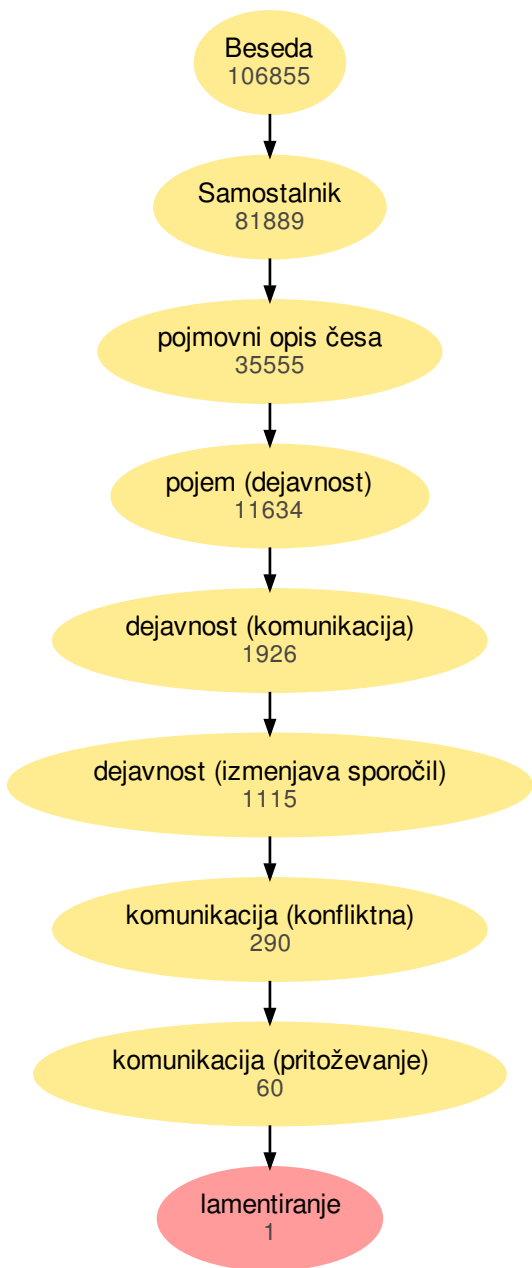 Beseda
106855
Samostalnik
81889
pojmovni opis česa
35555
pojem (dejavnost)
11634
dejavnost (komunikacija)
1926
dejavnost (izmenjava sporočil)
1115
komunikacija (konfliktna)
290
komunikacija (pritoževanje)
60
lamentiranje
1